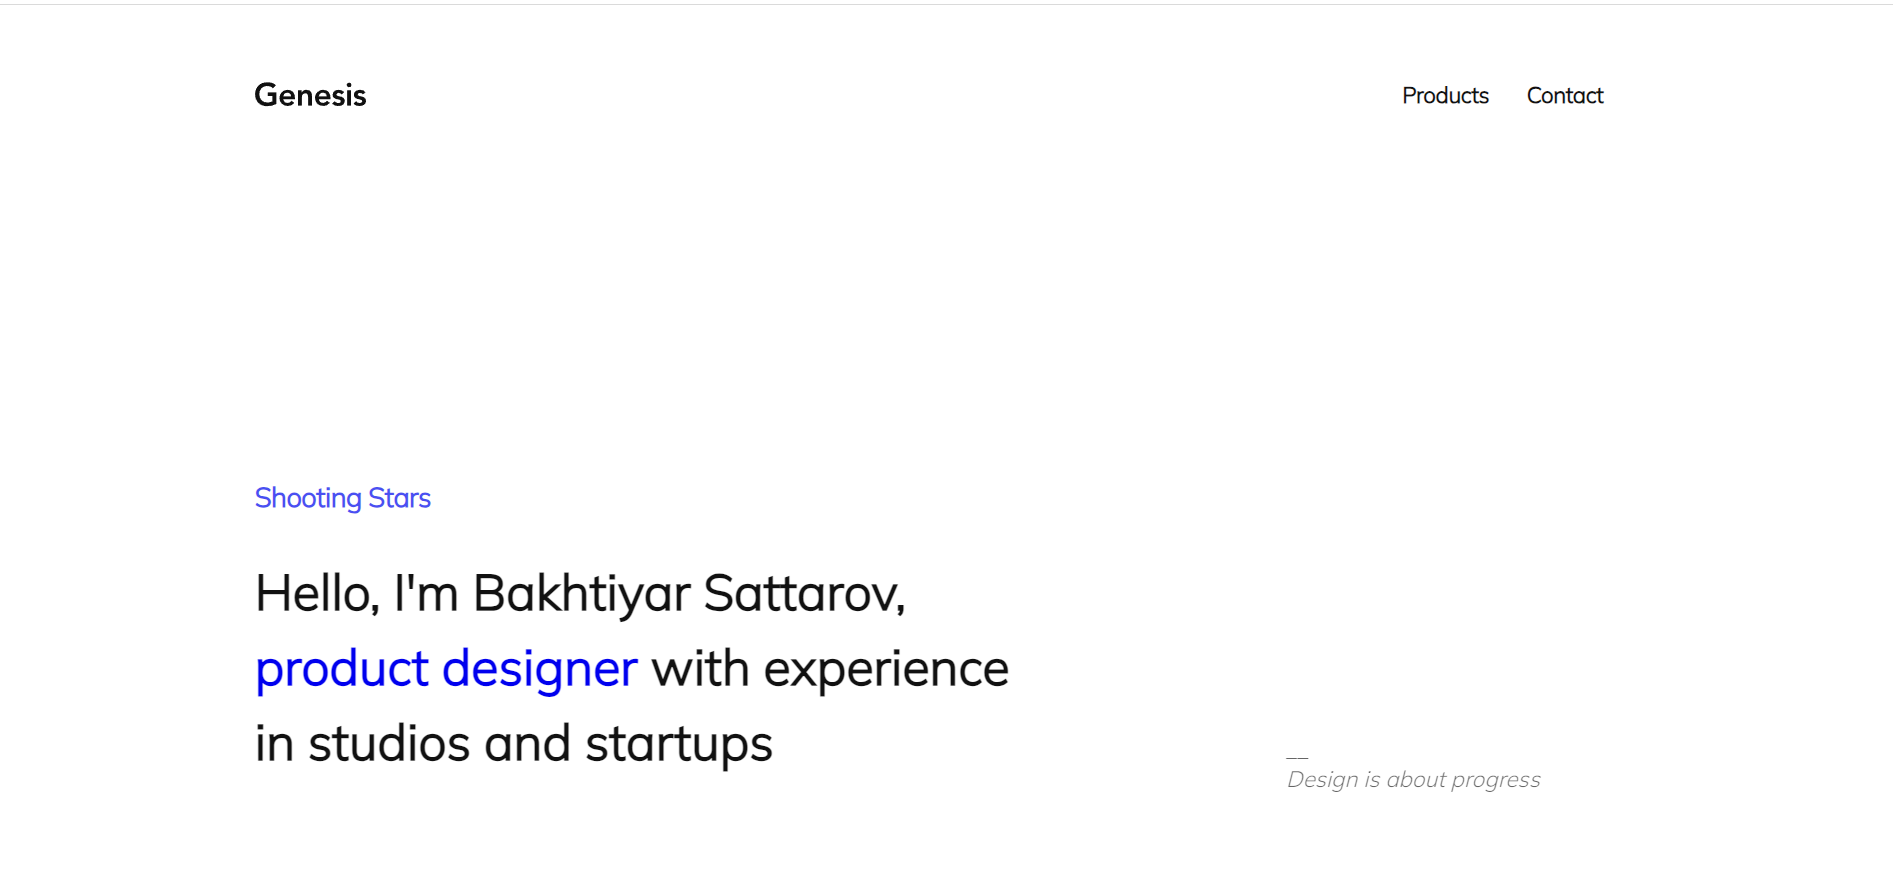 Genesis
Products
Contact
Shooting Stars
Hello, I'm Bakhtiyar Sattarov,
product designer with experience
in studios and startups
__
Design is about progress